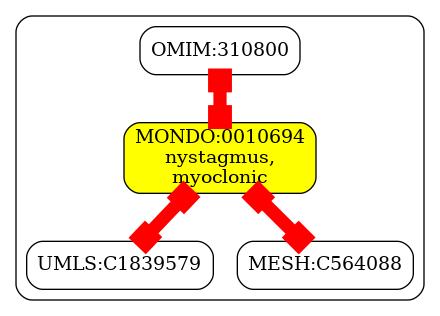 OMIM:310800
MONDO:0010694
nystagmus,
myoclonic
UMLS:C1839579
MESH:C564088